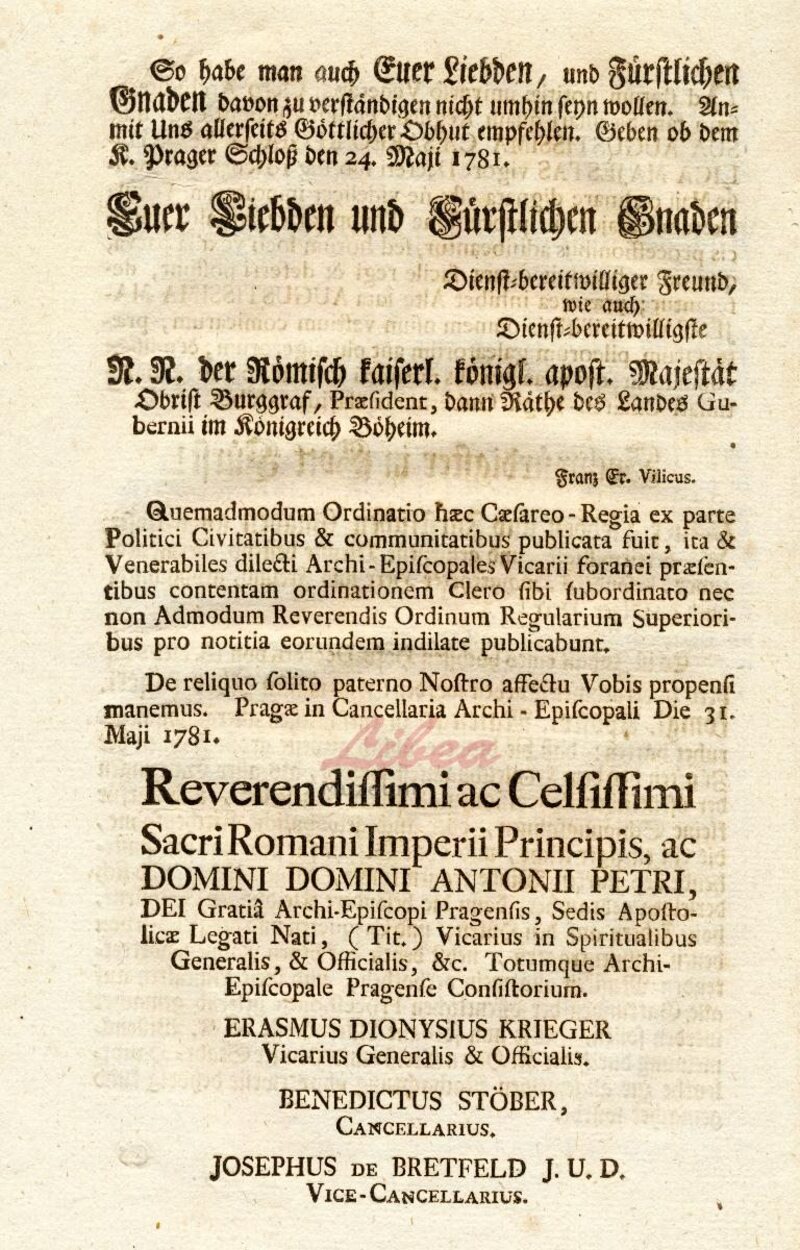 So habe man auch Euer Liebden, und Fürstlichen
Gnaden davon zu verständigen nicht umhin seyn wollen. An-
mit Uns allerseits Göttlicher Obhut empfehlen. Geben ob dem
K. Prager Schloß den 24. Maji 1781.
Euer Liebden und Fürstlichen Gnaden
Dienst-bereitwilliger Freund,
wie auch
Dienst-bereitwilligste
N. N. der Römisch kaiserl. königl. apost. Majestät
Obrist Burggraf, Præsident, dann Räthe des Landes Gu-
bernii im Königreich Böheim.
Franz Er. Vilicus.
Quemadmodum Ordinatio hæc Cæſareo-Regia ex parte
Politici Civitatibus & communitatibus publicata fuit, ita &
Venerabiles dilecti Archi-Epiſcopales Vicarii foranei præſen-
tibus contentam ordinationem Clero ſibi ſubordinato nec
non Admodum Reverendis Ordinum Regularium Superiori-
bus pro notitia eorundem indilate publicabunt.
De reliquo ſolito paterno Noſtro affectu Vobis propenſi
manemus. Pragæ in Cancellaria Archi-Epiſcopali Die 31.
Maji 1781.
Libea
Reverendiſſimi ac Celſiſſimi
Sacri Romani Imperii Principis, ac
DOMINI DOMINI ANTONII PETRI,
DEI Gratiâ Archi-Epiſcopi Pragenſis, Sedis Apoſto-
licæ Legati Nati, (Tit.) Vicarius in Spiritualibus
Generalis, & Officialis, &c. Totumque Archi-
Epiſcopale Pragenſe Conſiſtorium.
ERASMUS DIONYSIUS KRIEGER
Vicarius Generalis & Officialis.
BENEDICTUS STÖBER,
CANCELLARIUS.
JOSEPHUS DE BRETFELD J. U. D.
VICE-CANCELLARIUS.